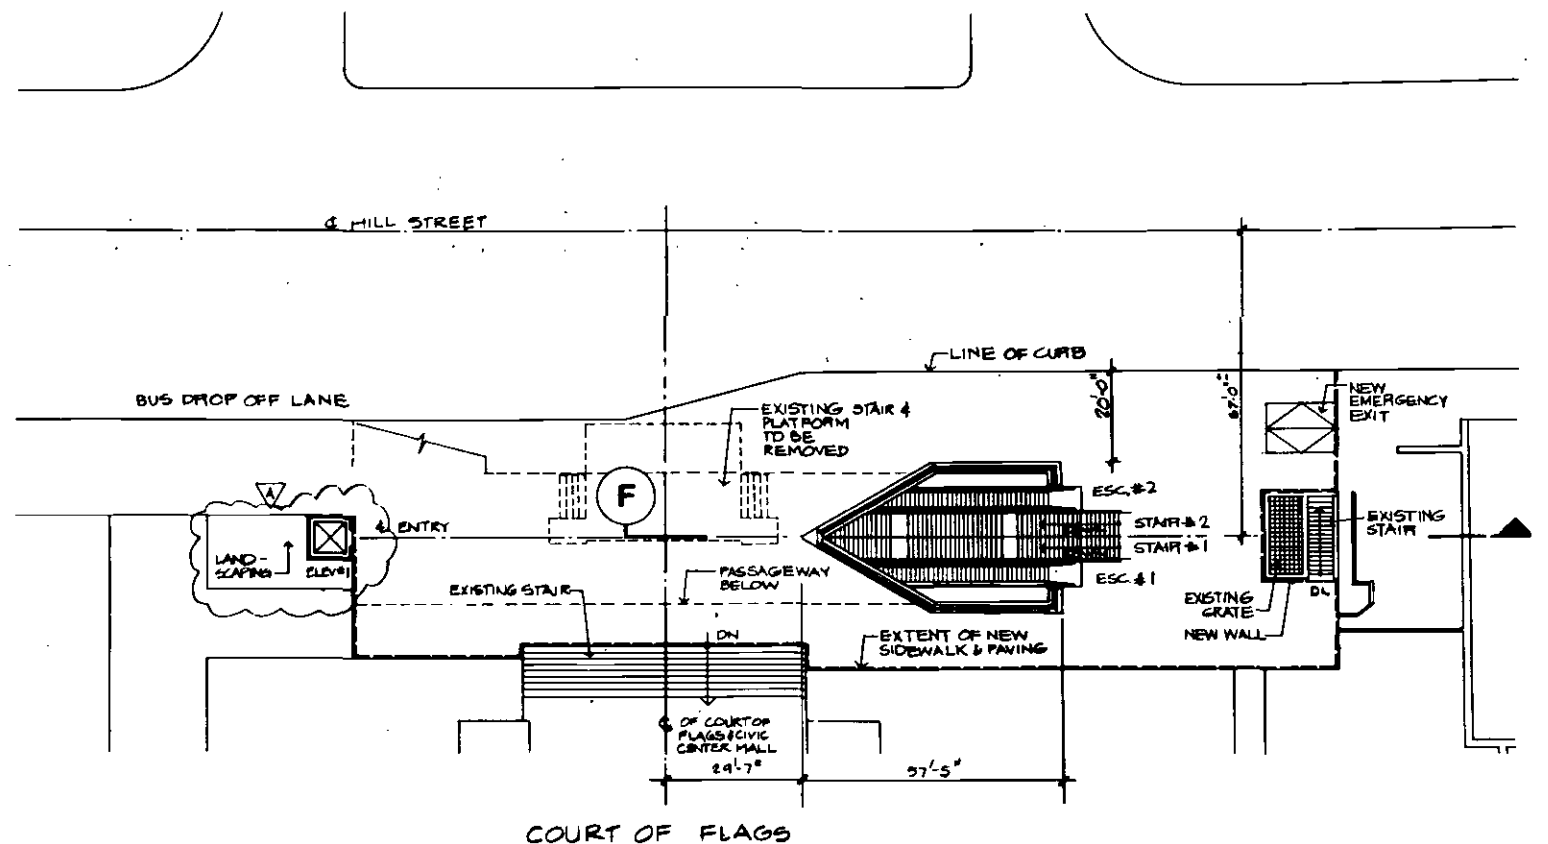 ℄ HILL STREET
LINE OF CURB
BUS DROP OFF LANE
20'-0"
67'-0"
NEW
EMERGENCY
EXIT
EXISTING STAIR &
PLATFORM
TO BE
REMOVED
A
F
ESC. #2
STAIR # 2
STAIR # 1
ESC. # 1
EXISTING
STAIR
℄ ENTRY
LAND-
SCAPING
ELEV#1
PASSAGEWAY
BELOW
EXISTING STAIR
DN
EXISTING
GRATE
NEW WALL
DN
EXTENT OF NEW
SIDEWALK & PAVING
℄ OF COURT OF
FLAGS & CIVIC
CENTER MALL
29'-7"
57'-5"
COURT OF FLAGS